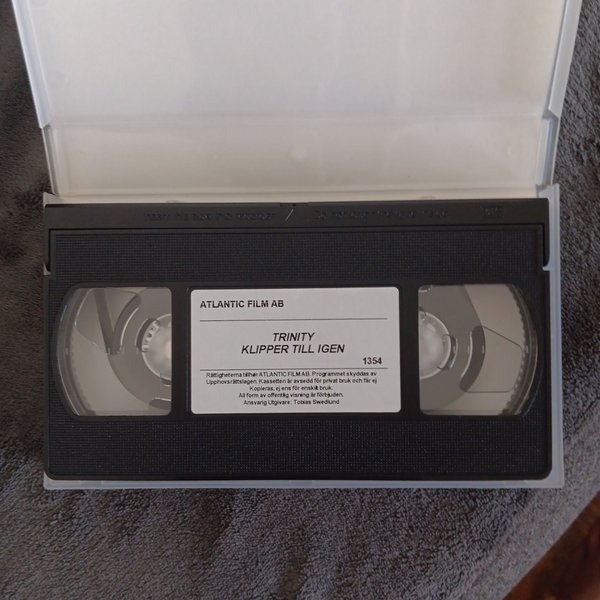 ATLANTIC FILM AB
TRINITY
KLIPPER TILL IGEN
1354
Rättigheterna tillhör ATLANTIC FILM AB. Programmet skyddas av
Upphovsrättslagen. Kassetten är avsedd för privat bruk och får ej
Kopieras, ej ens för enskilt bruk.
All form av offentlig visning är förbjuden.
Ansvarig Utgivare: Tobias Swedlund